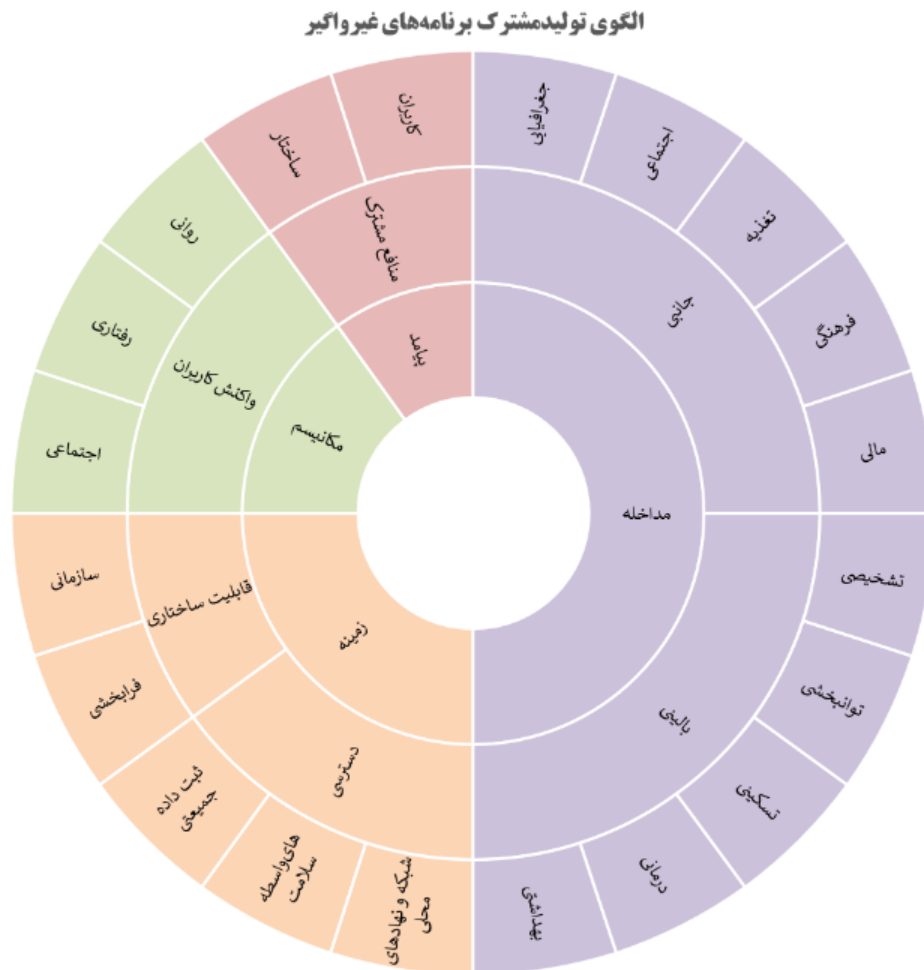 الگوی تولیدمشترک برنامه‌های غیرواگیر
مداخله
جانبی
جغرافیایی
اجتماعی
تغذیه
فرهنگی
مالی
بالینی
تشخیصی
توانبخشی
تسکینی
درمانی
بهداشتی
زمینه
دسترسی
شبکه و نهادهای
محلی
های‌واسطه
سلامت
ثبت داده
جمیعتی
قابلیت ساختاری
فرابخشی
سازمانی
مکانیسم
واکنش کاربران
اجتماعی
رفتاری
روانی
پیامد
منافع مشترک
ساختار
کاربران